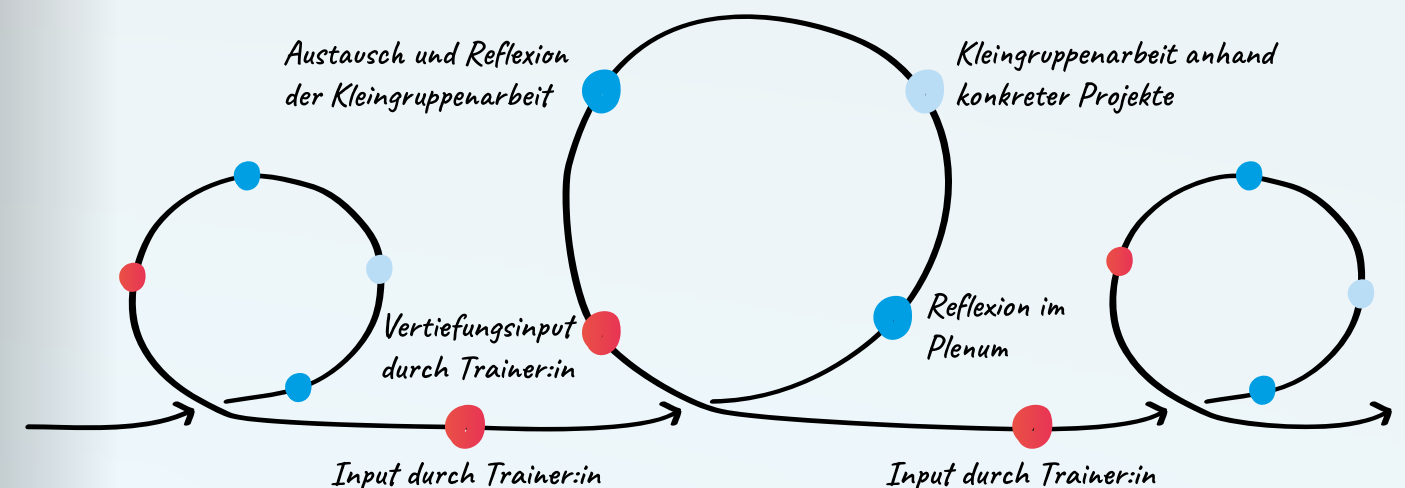 Austausch und Reflexion
der Kleingruppenarbeit
Kleingruppenarbeit anhand
konkreter Projekte
Vertiefungsinput
durch Trainer:in
Reflexion im
Plenum
Input durch Trainer:in
Input durch Trainer:in